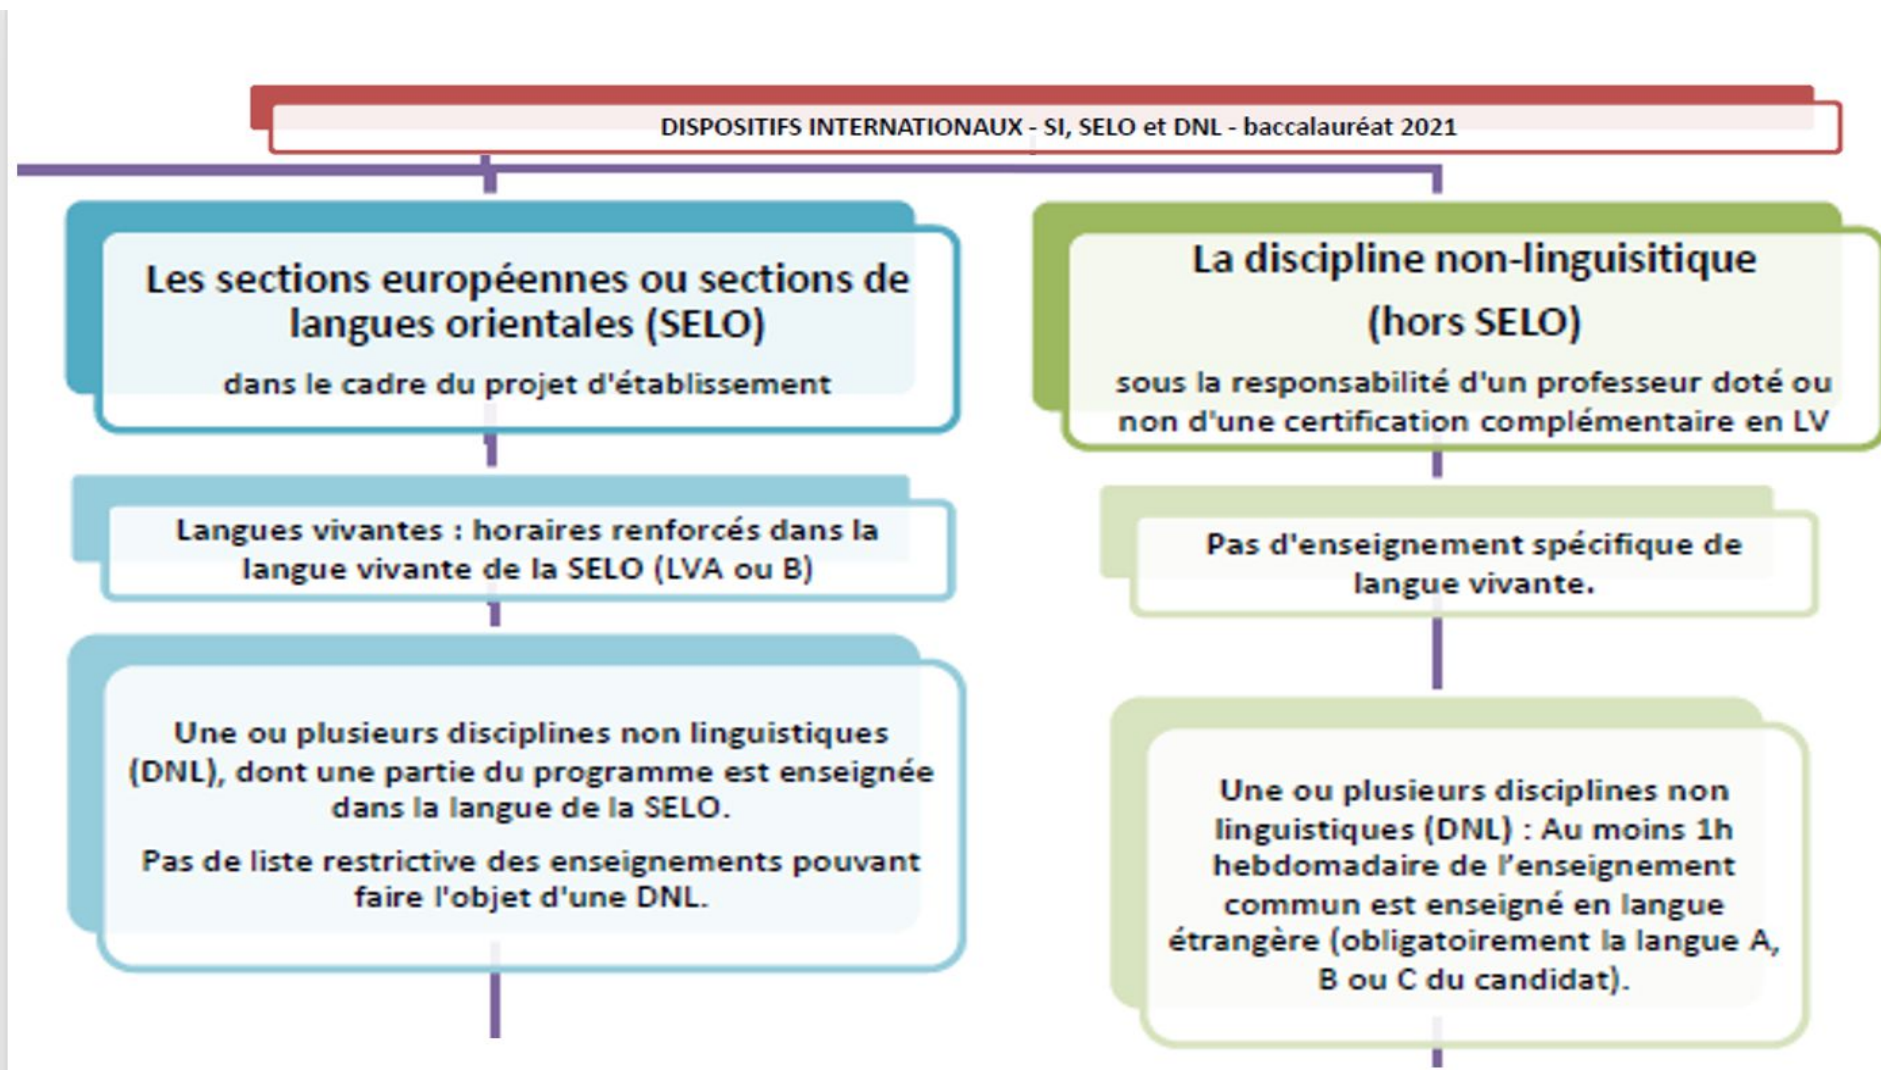 DISPOSITIFS INTERNATIONAUX - SI, SELO et DNL - baccalauréat 2021
Les sections européennes ou sections de
langues orientales (SELO)
dans le cadre du projet d'établissement
Langues vivantes : horaires renforcés dans la
langue vivante de la SELO (LVA ou B)
Une ou plusieurs disciplines non linguistiques
(DNL), dont une partie du programme est enseignée
dans la langue de la SELO.
Pas de liste restrictive des enseignements pouvant
faire l'objet d'une DNL.
La discipline non-linguisitique
(hors SELO)
sous la responsabilité d'un professeur doté ou
non d'une certification complémentaire en LV
Pas d'enseignement spécifique de
langue vivante.
Une ou plusieurs disciplines non
linguistiques (DNL) : Au moins 1h
hebdomadaire de l’enseignement
commun est enseigné en langue
étrangère (obligatoirement la langue A,
B ou C du candidat).